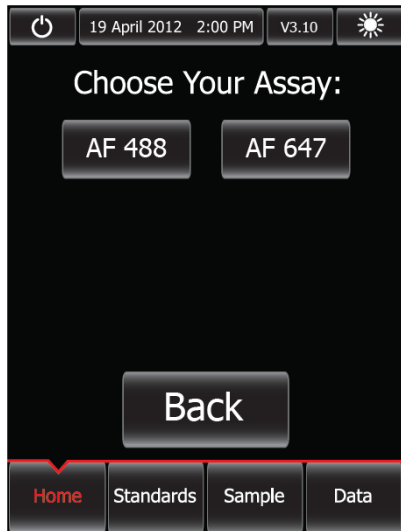 19 April 2012 2:00 PM V3.10
Choose Your Assay:
AF 488 AF 647
Back
Home Standards Sample Data